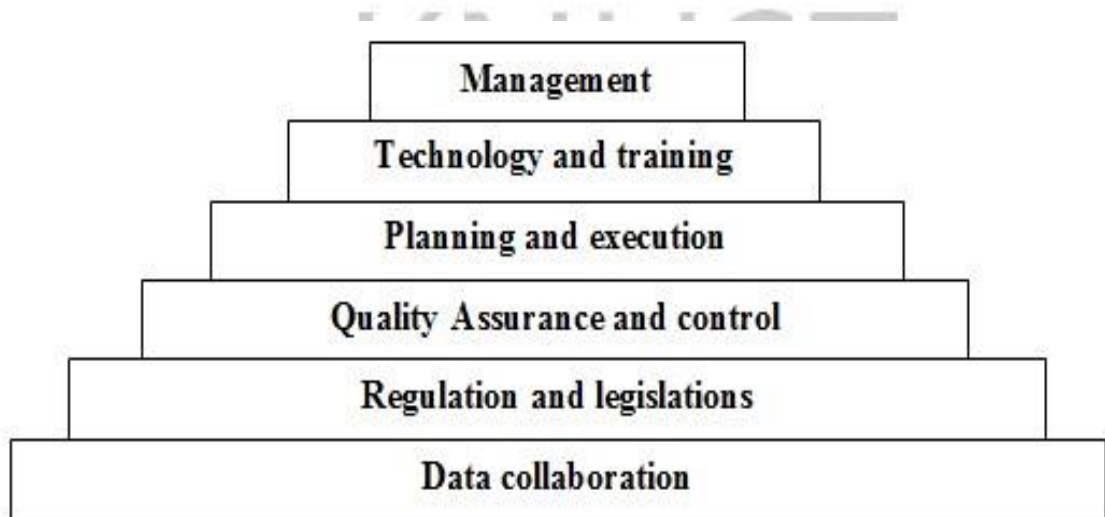 Management
Technology and training
Planning and execution
Quality Assurance and control
Regulation and legislations
Data collaboration